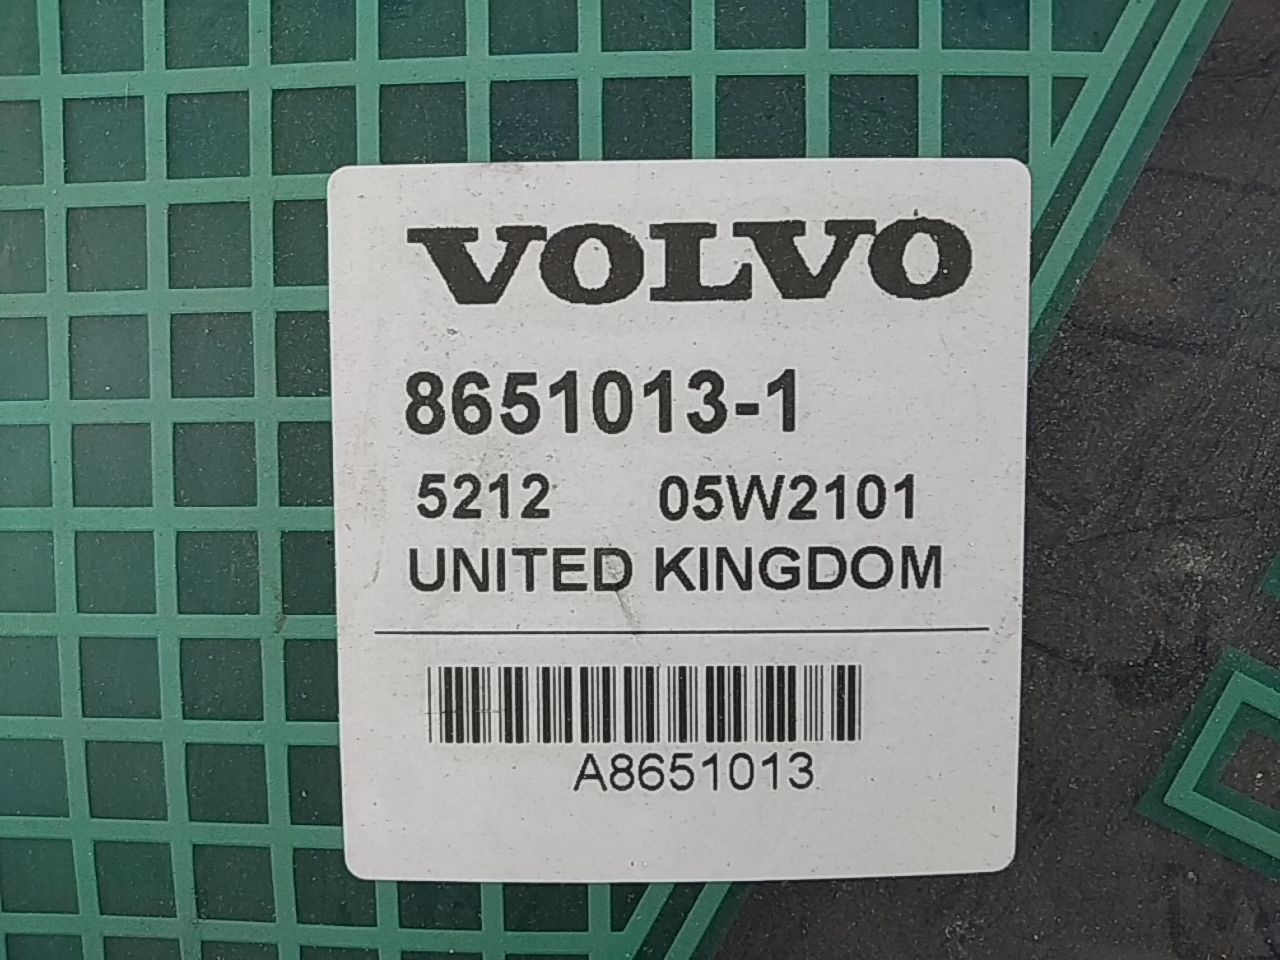 VOLVO
8651013-1
5212 05W2101
UNITED KINGDOM
A8651013